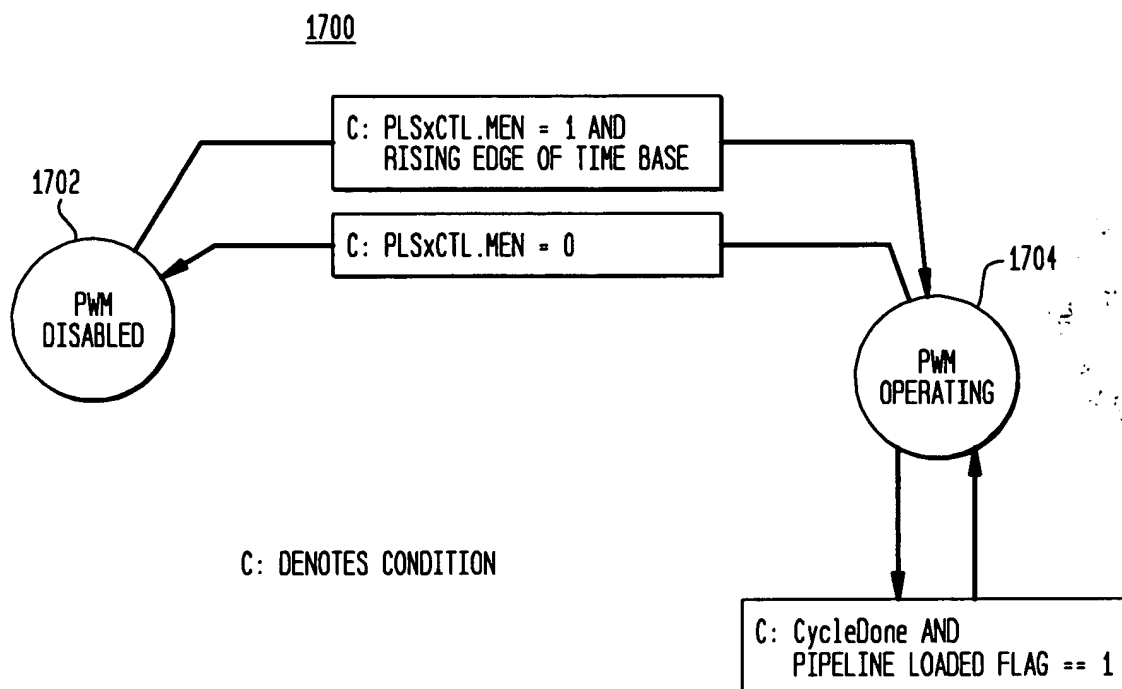 1700
C: PLSxCTL.MEN = 1 AND
RISING EDGE OF TIME BASE
1702
C: PLSxCTL.MEN = 0
1704
PWM
DISABLED
PWM
OPERATING
C: DENOTES CONDITION
C: CycleDone AND
PIPELINE LOADED FLAG == 1